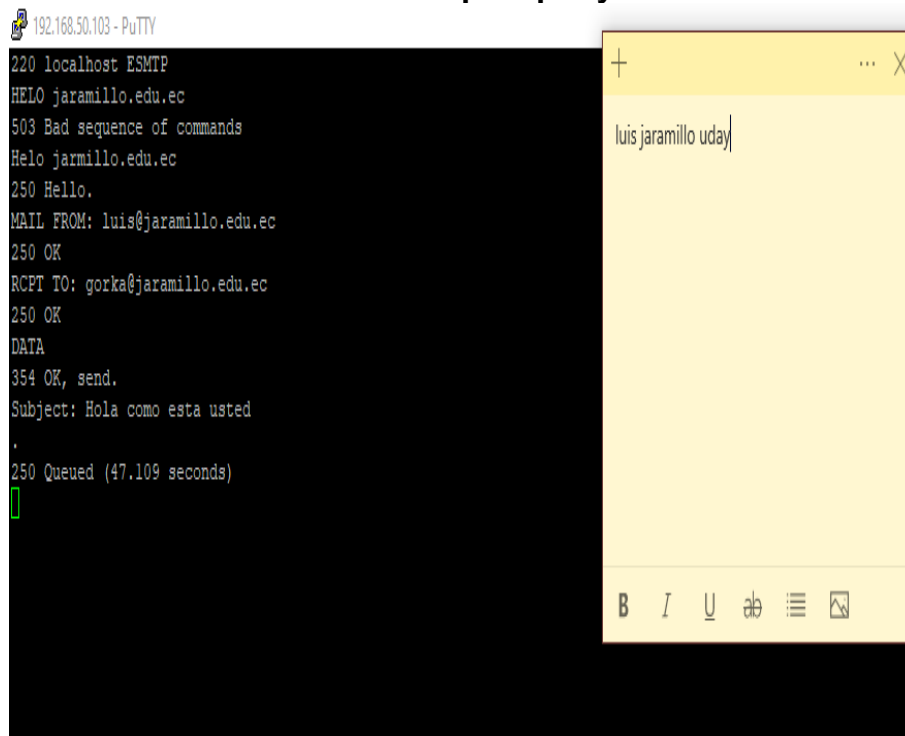 192.168.50.103 - PuTTY
220 localhost ESMTP
HELO jaramillo.edu.ec
503 Bad sequence of commands
Helo jarmillo.edu.ec
250 Hello.
MAIL FROM: luis@jaramillo.edu.ec
250 OK
RCPT TO: gorka@jaramillo.edu.ec
250 OK
DATA
354 OK, send.
Subject: Hola como esta usted
.
250 Queued (47.109 seconds)
luis jaramillo uday
B I U ab